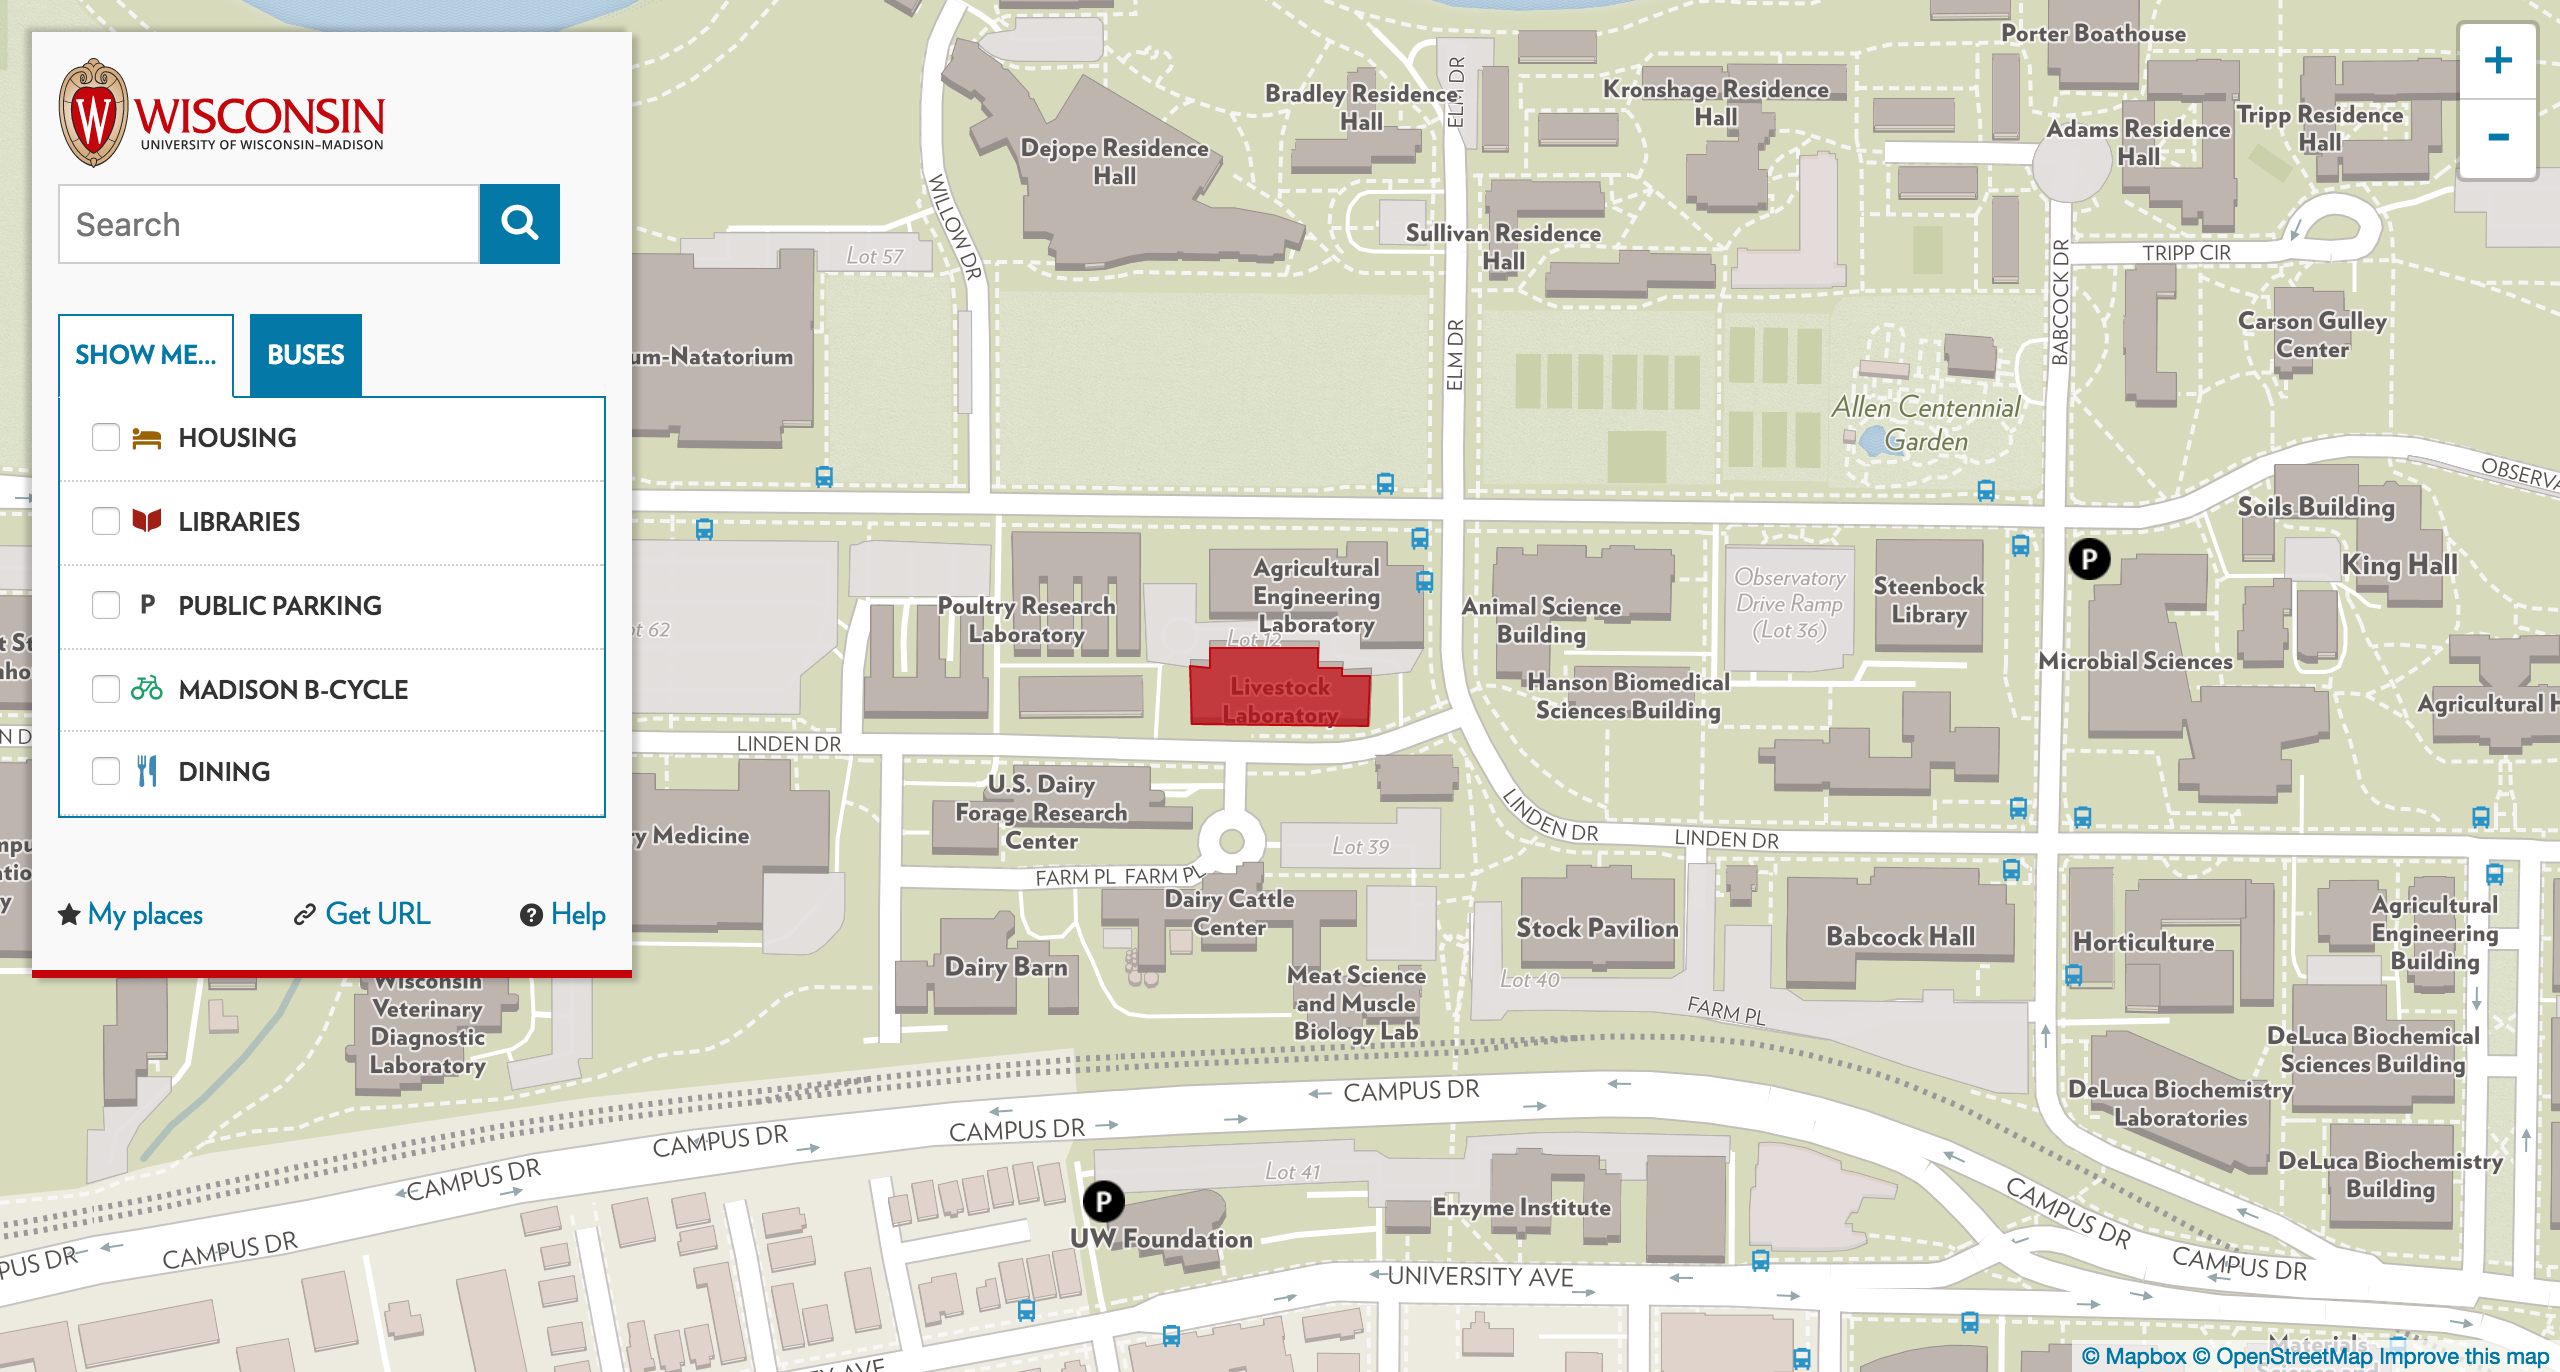 W
WISCONSIN
UNIVERSITY OF WISCONSIN–MADISON
Search
SHOW ME...
BUSES
HOUSING
LIBRARIES
P PUBLIC PARKING
MADISON B-CYCLE
DINING
My places
Get URL
? Help
+
-
Porter Boathouse
Bradley Residence
Hall
ELM DR
Kronshage Residence
Hall
Adams Residence
Hall
Tripp Residence
Hall
Dejope Residence
Hall
WILLOW DR
Lot 57
Sullivan Residence
Hall
TRIPP CIR
BABCOCK DR
ELM DR
Carson Gulley
Center
um-Natatorium
Allen Centennial
Garden
OBSERVA
Soils Building
King Hall
P
Agricultural
Engineering
Laboratory
Poultry Research
Laboratory
Lot 12
Animal Science
Building
Observatory
Drive Ramp
(Lot 36)
Steenbock
Library
ot 62
Microbial Sciences
Livestock
Laboratory
Hanson Biomedical
Sciences Building
Agricultural H
LINDEN DR
U.S. Dairy
Forage Research
Center
LINDEN DR
LINDEN DR
y Medicine
Lot 39
FARM PL
FARM PL
Dairy Cattle
Center
Stock Pavilion
Babcock Hall
Horticulture
Agricultural
Engineering
Building
Dairy Barn
Meat Science
and Muscle
Biology Lab
Lot 40
FARM PL
Wisconsin
Veterinary
Diagnostic
Laboratory
DeLuca Biochemical
Sciences Building
DeLuca Biochemistry
Laboratories
DeLuca Biochemistry
Building
CAMPUS DR
CAMPUS DR
CAMPUS DR
CAMPUS DR
CAMPUS DR
PUS DR
CAMPUS DR
CAMPUS DR
Lot 41
P
UW Foundation
Enzyme Institute
UNIVERSITY AVE
TY AVE
Materials
© Mapbox © OpenStreetMap Improve this map